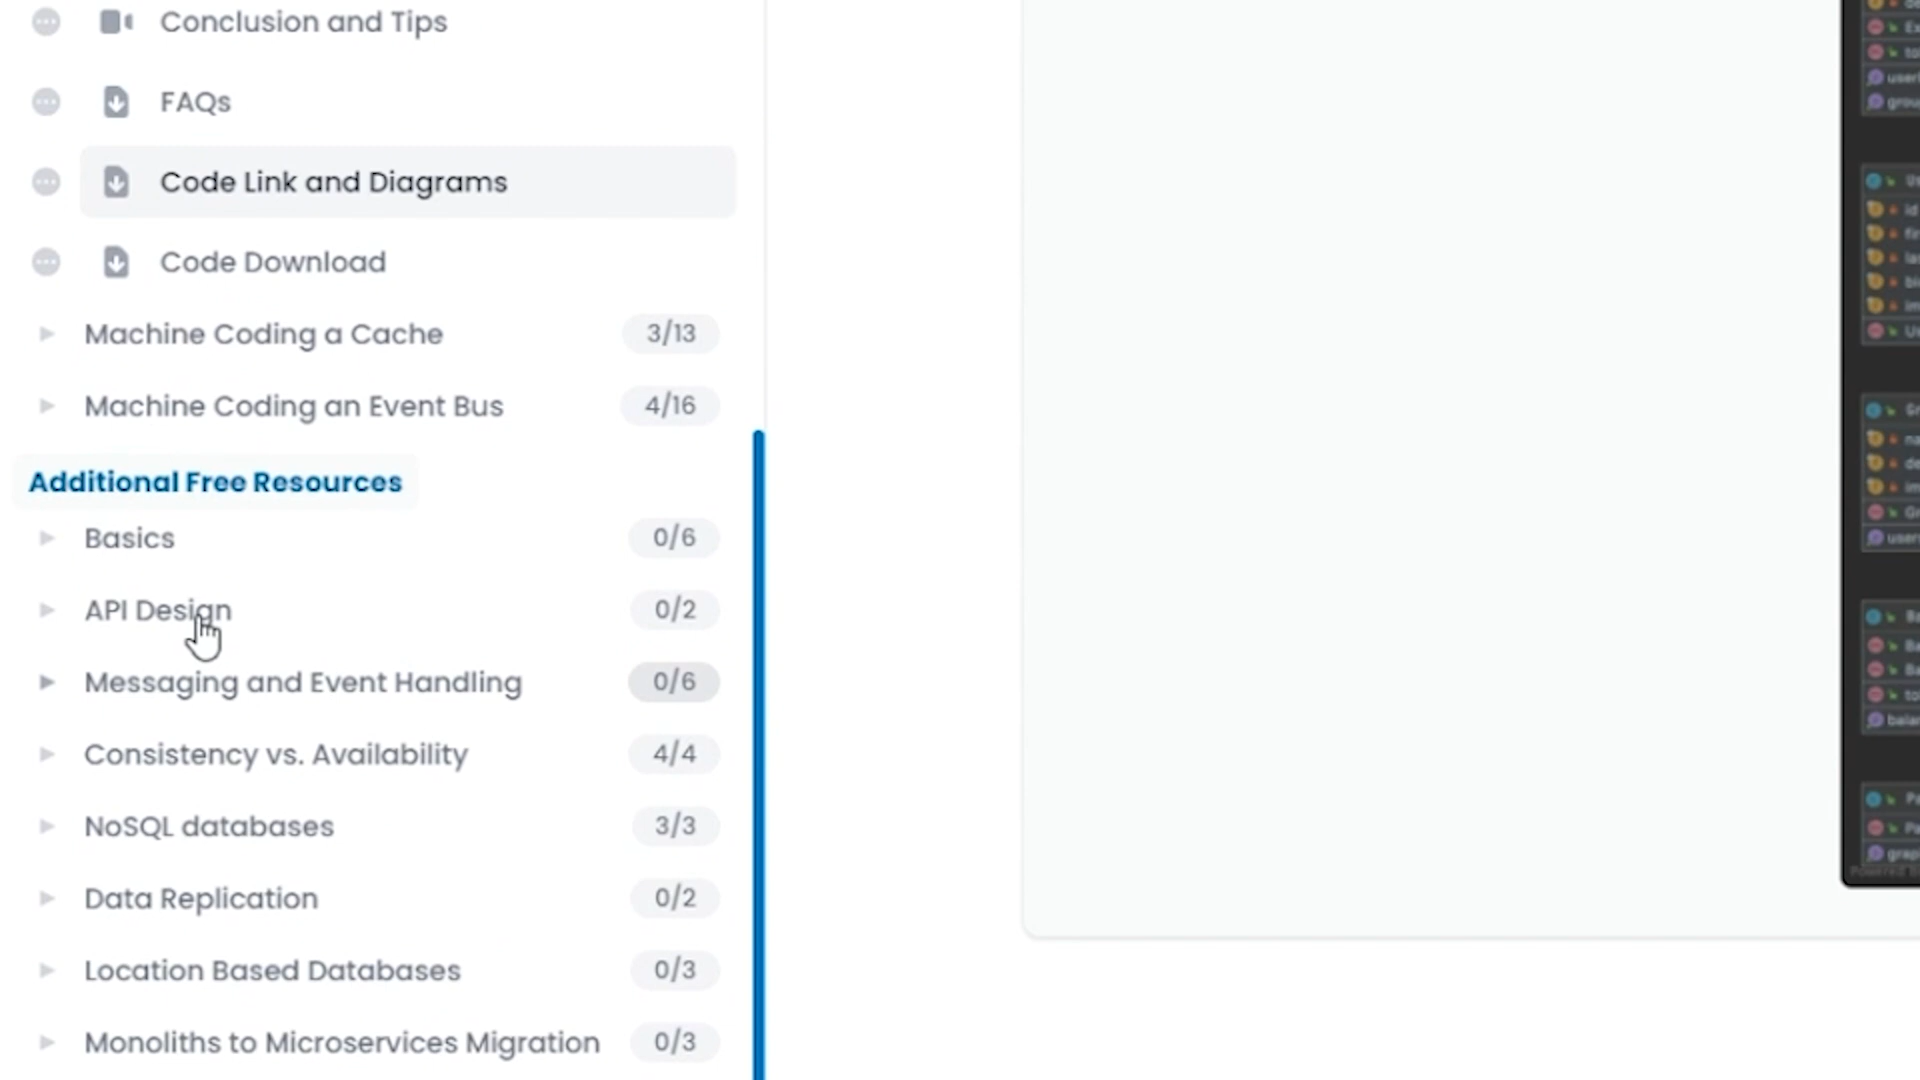 Conclusion and Tips
FAQs
Code Link and Diagrams
Code Download
Machine Coding a Cache 3/13
Machine Coding an Event Bus 4/16
Additional Free Resources
Basics 0/6
API Design 0/2
Messaging and Event Handling 0/6
Consistency vs. Availability 4/4
NoSQL databases 3/3
Data Replication 0/2
Location Based Databases 0/3
Monoliths to Microservices Migration 0/3